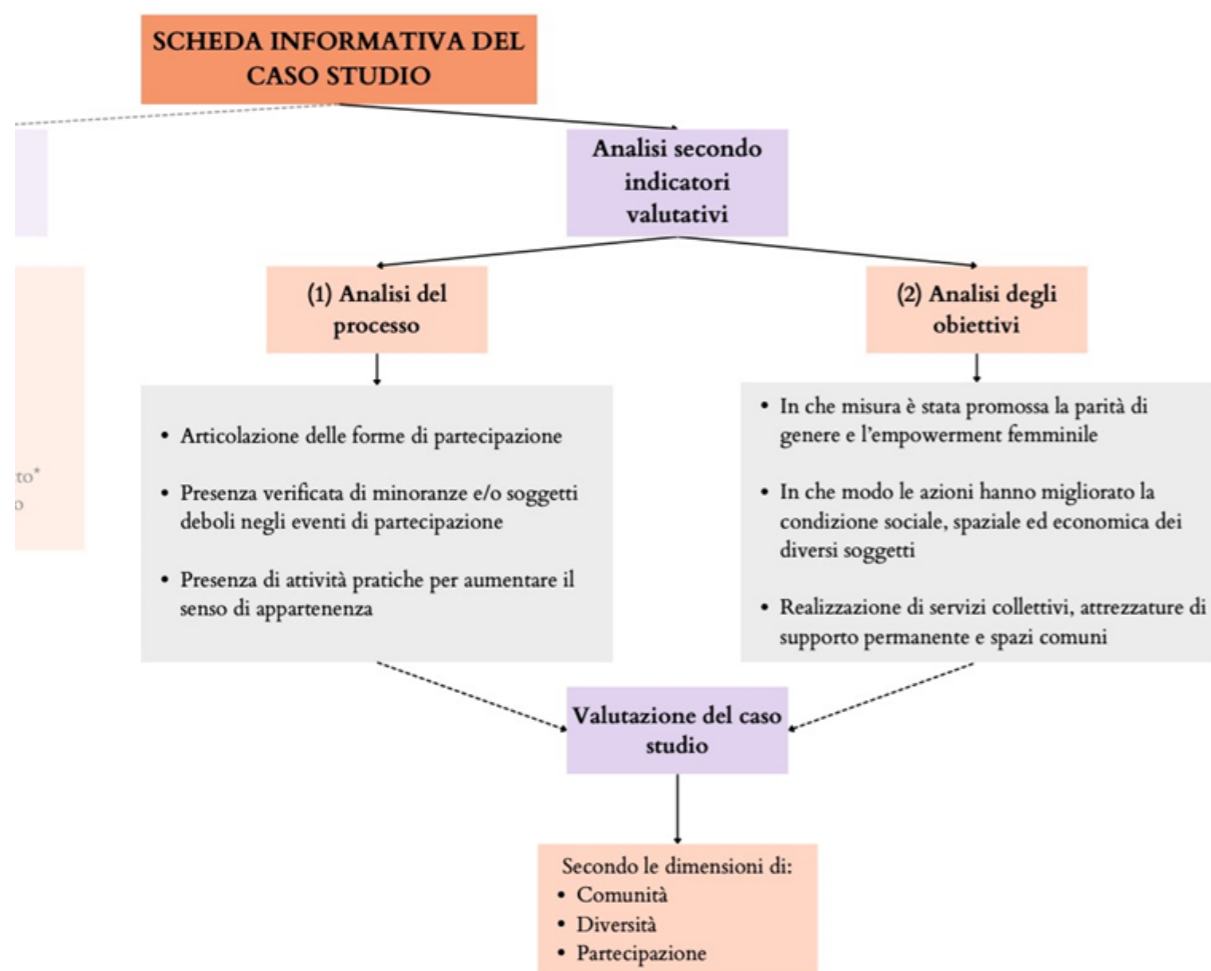 SCHEDA INFORMATIVA DEL
CASO STUDIO
Analisi secondo
indicatori
valutativi
(1) Analisi del
processo
(2) Analisi degli
obiettivi
• Articolazione delle forme di partecipazione
• Presenza verificata di minoranze e/o soggetti
deboli negli eventi di partecipazione
• Presenza di attività pratiche per aumentare il
senso di appartenenza
• In che misura è stata promossa la parità di
genere e l'empowerment femminile
• In che modo le azioni hanno migliorato la
condizione sociale, spaziale ed economica dei
diversi soggetti
• Realizzazione di servizi collettivi, attrezzature di
supporto permanente e spazi comuni
Valutazione del caso
studio
Secondo le dimensioni di:
• Comunità
• Diversità
• Partecipazione